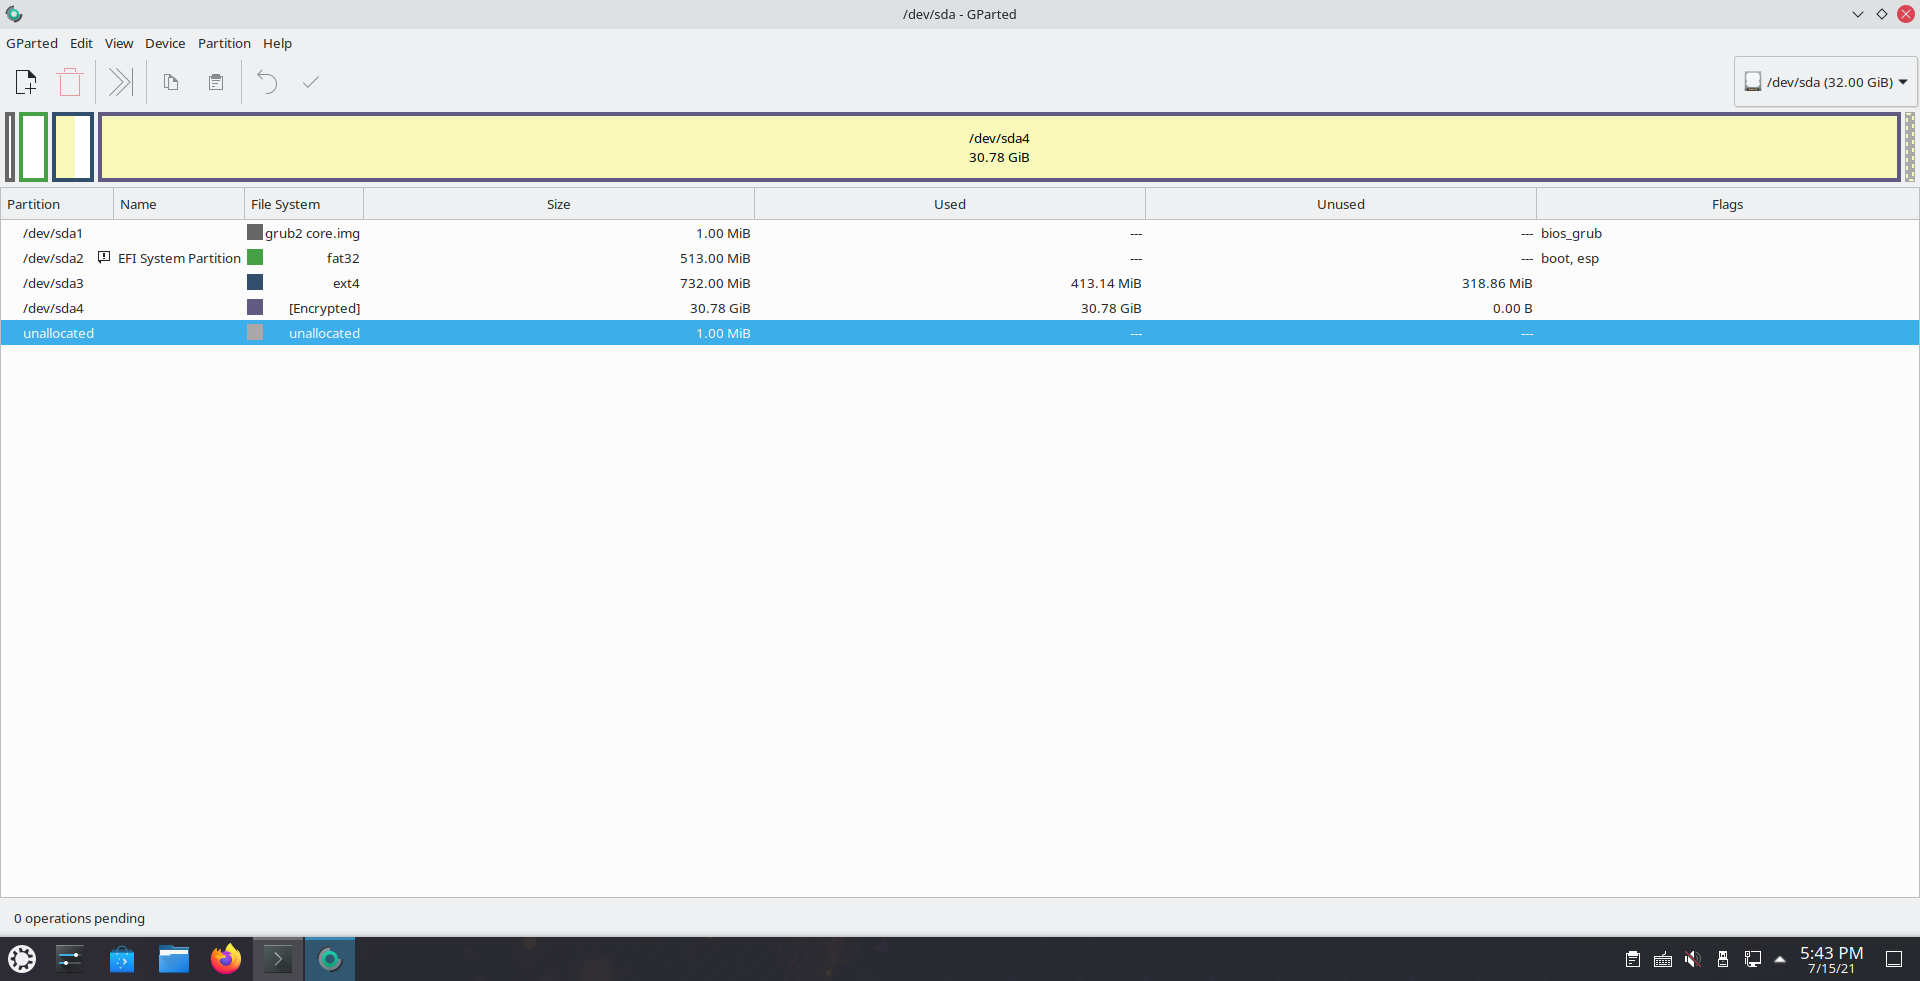 /dev/sda - GParted
GParted Edit View Device Partition Help
/dev/sda (32.00 GiB)
/dev/sda4
30.78 GiB
Partition Name File System Size Used Unused Flags
/dev/sda1 grub2 core.img 1.00 MiB --- --- bios_grub
/dev/sda2 EFI System Partition fat32 513.00 MiB --- --- boot, esp
/dev/sda3 ext4 732.00 MiB 413.14 MiB 318.86 MiB
/dev/sda4 [Encrypted] 30.78 GiB 30.78 GiB 0.00 B
unallocated unallocated 1.00 MiB --- ---
0 operations pending
5:43 PM
7/15/21